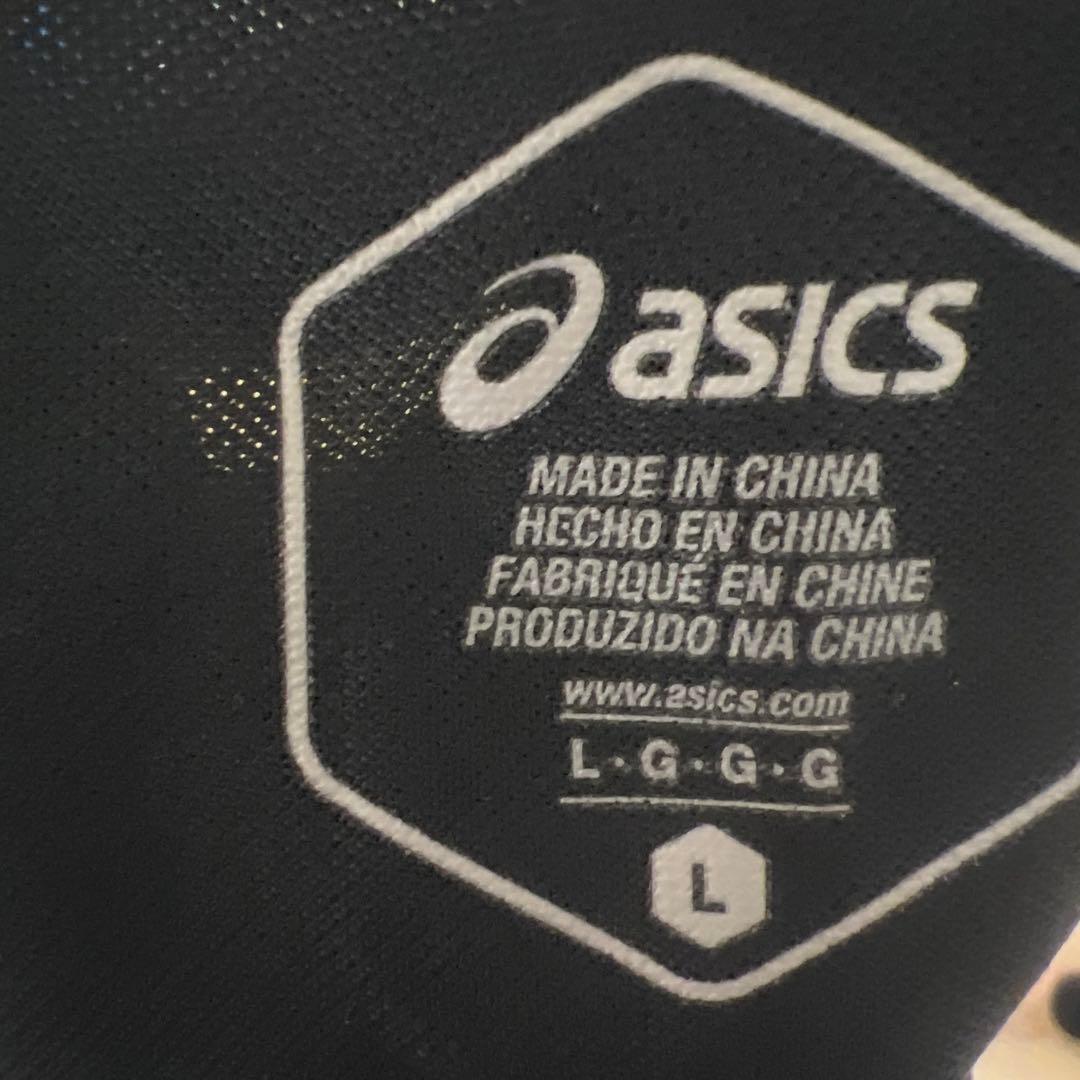 asics
MADE IN CHINA
HECHO EN CHINA
FABRIQUÉ EN CHINE
PRODUZIDO NA CHINA
www.asics.com
L·G·G·G
L